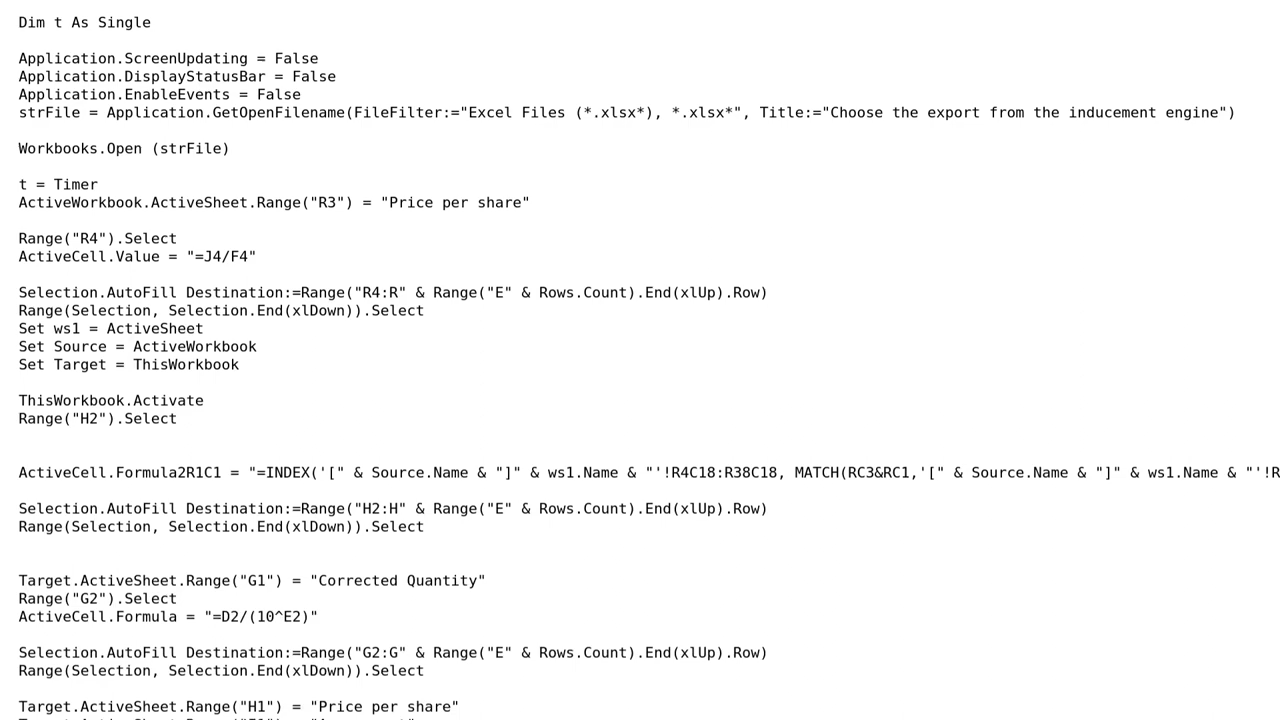 Dim t As Single
Application.ScreenUpdating = False
Application.DisplayStatusBar = False
Application.EnableEvents = False
strFile = Application.GetOpenFilename(FileFilter:="Excel Files (*.xlsx*), *.xlsx*", Title:="Choose the export from the inducement engine")
Workbooks.Open (strFile)
t = Timer
ActiveWorkbook.ActiveSheet.Range("R3") = "Price per share"
Range("R4").Select
ActiveCell.Value = "=J4/F4"
Selection.AutoFill Destination:=Range("R4:R" & Range("E" & Rows.Count).End(xlUp).Row)
Range(Selection, Selection.End(xlDown)).Select
Set ws1 = ActiveSheet
Set Source = ActiveWorkbook
Set Target = ThisWorkbook
ThisWorkbook.Activate
Range("H2").Select
ActiveCell.Formula2R1C1 = "=INDEX('[" & Source.Name & "]" & ws1.Name & "'!R4C18:R38C18, MATCH(RC3&RC1,'[" & Source.Name & "]" & ws1.Name & "'!R
Selection.AutoFill Destination:=Range("H2:H" & Range("E" & Rows.Count).End(xlUp).Row)
Range(Selection, Selection.End(xlDown)).Select
Target.ActiveSheet.Range("G1") = "Corrected Quantity"
Range("G2").Select
ActiveCell.Formula = "=D2/(10^E2)"
Selection.AutoFill Destination:=Range("G2:G" & Range("E" & Rows.Count).End(xlUp).Row)
Range(Selection, Selection.End(xlDown)).Select
Target.ActiveSheet.Range("H1") = "Price per share"